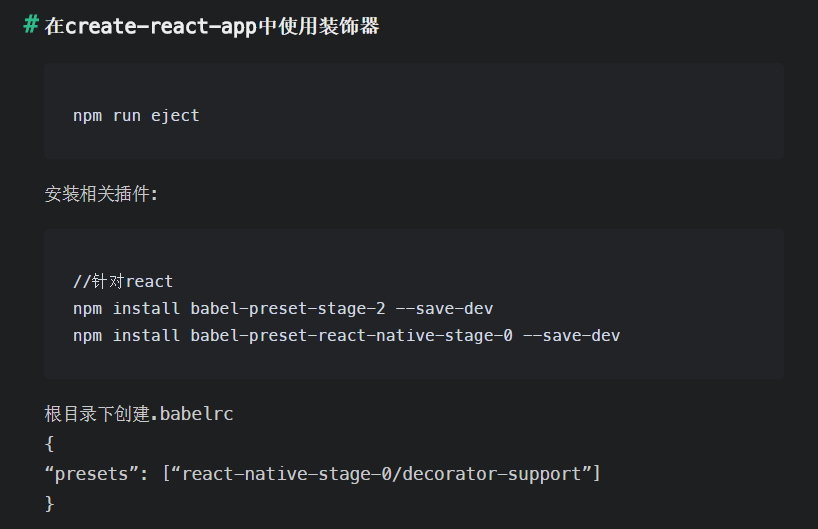 # 在create-react-app中使用装饰器
npm run eject
安装相关插件:
//针对react
npm install babel-preset-stage-2 --save-dev
npm install babel-preset-react-native-stage-0 --save-dev
根目录下创建.babelrc
{
“presets”: [“react-native-stage-0/decorator-support”]
}